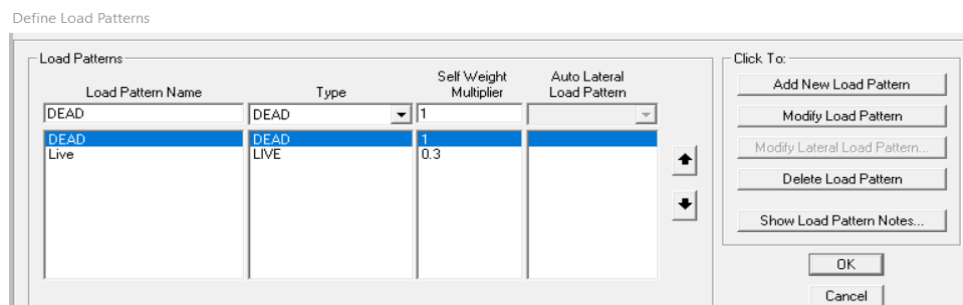 Define Load Patterns
Load Patterns
Load Pattern Name
Type
Self Weight
Multiplier
Auto Lateral
Load Pattern
DEAD
DEAD
1
DEAD
DEAD
1
Live
LIVE
0.3
Click To:
Add New Load Pattern
Modify Load Pattern
Modify Lateral Load Pattern...
Delete Load Pattern
Show Load Pattern Notes...
OK
Cancel